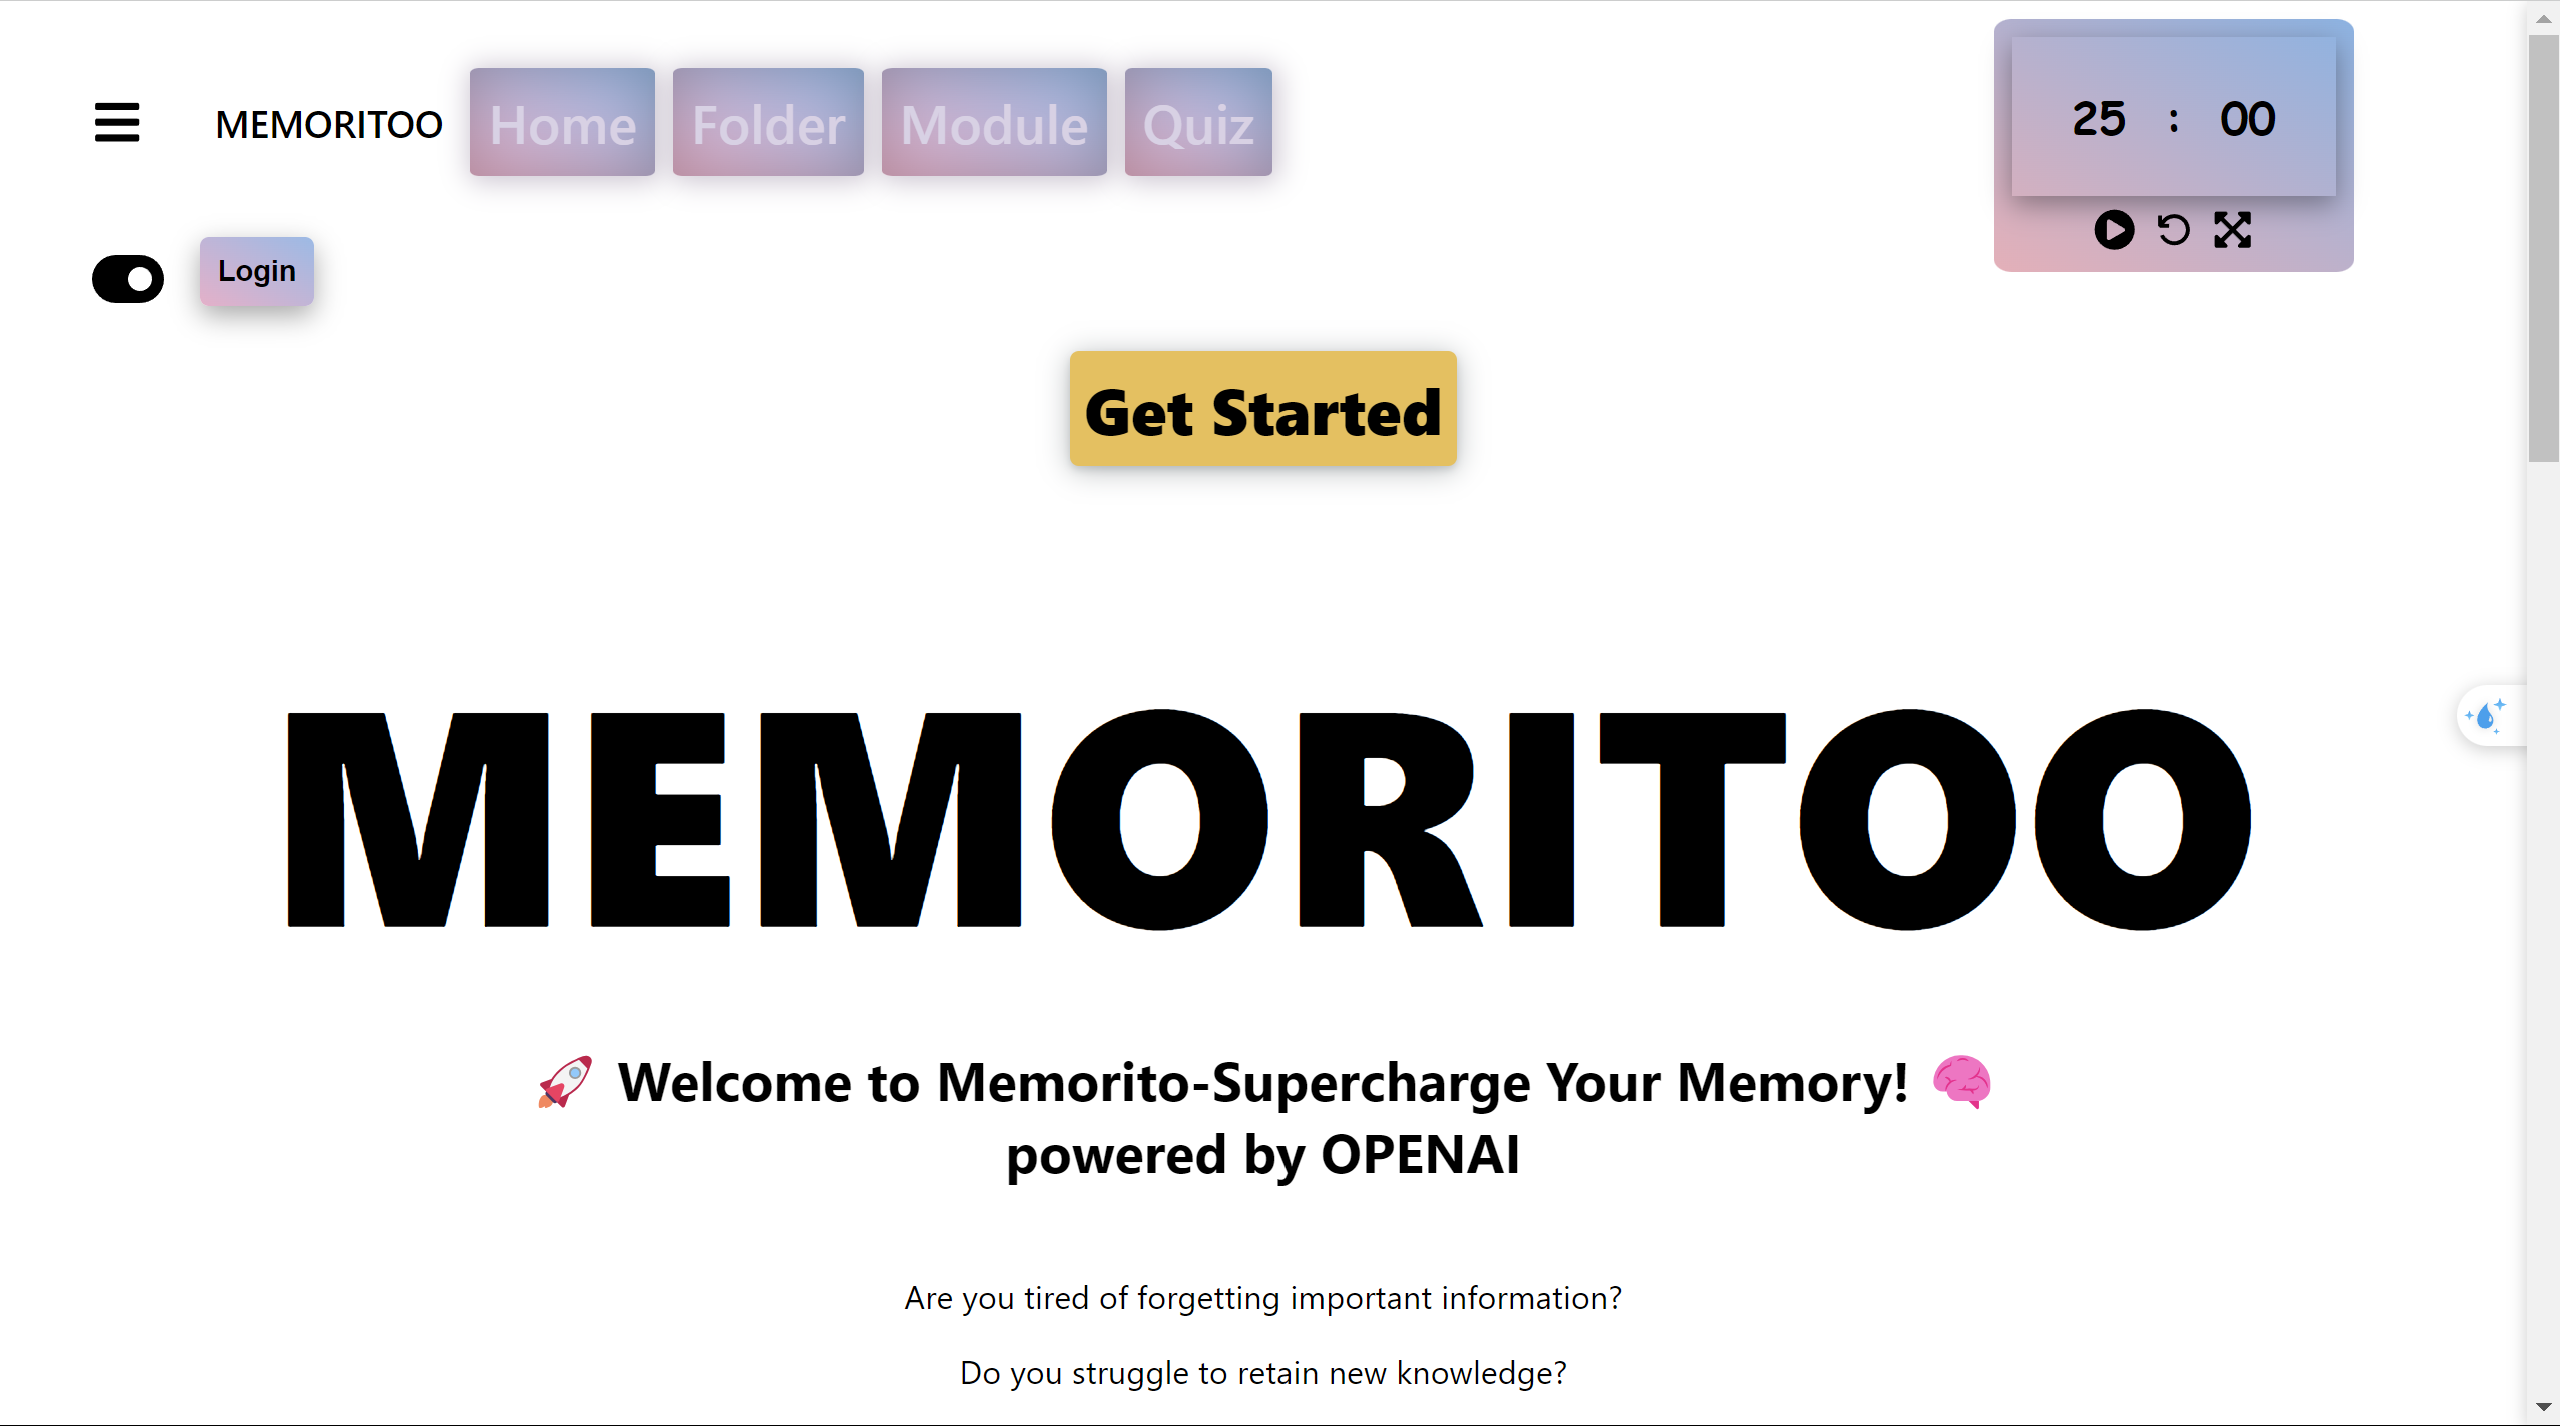 MEMORITOO Home Folder Module Quiz
25 : 00
Login
Get Started
MEMORITOO
🚀 Welcome to Memorito-Supercharge Your Memory! 🧠
powered by OPENAI
Are you tired of forgetting important information?
Do you struggle to retain new knowledge?